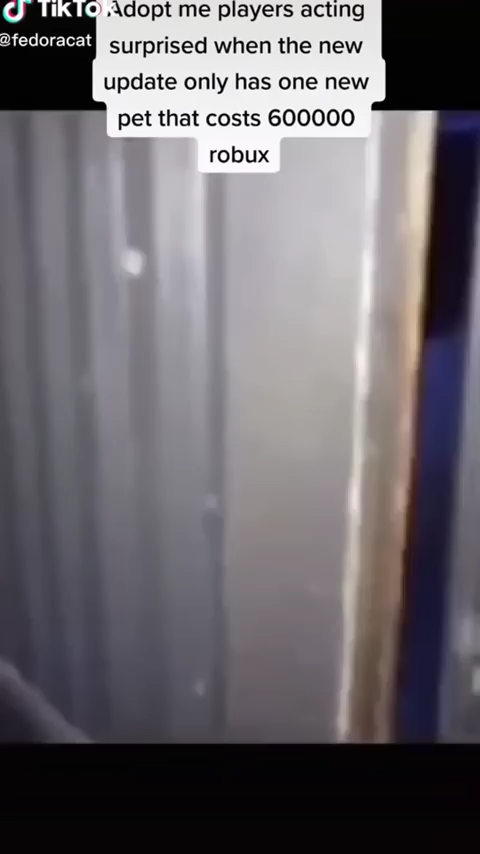 TikTok
@fedoracat
Adopt me players acting
surprised when the new
update only has one new
pet that costs 600000
robux